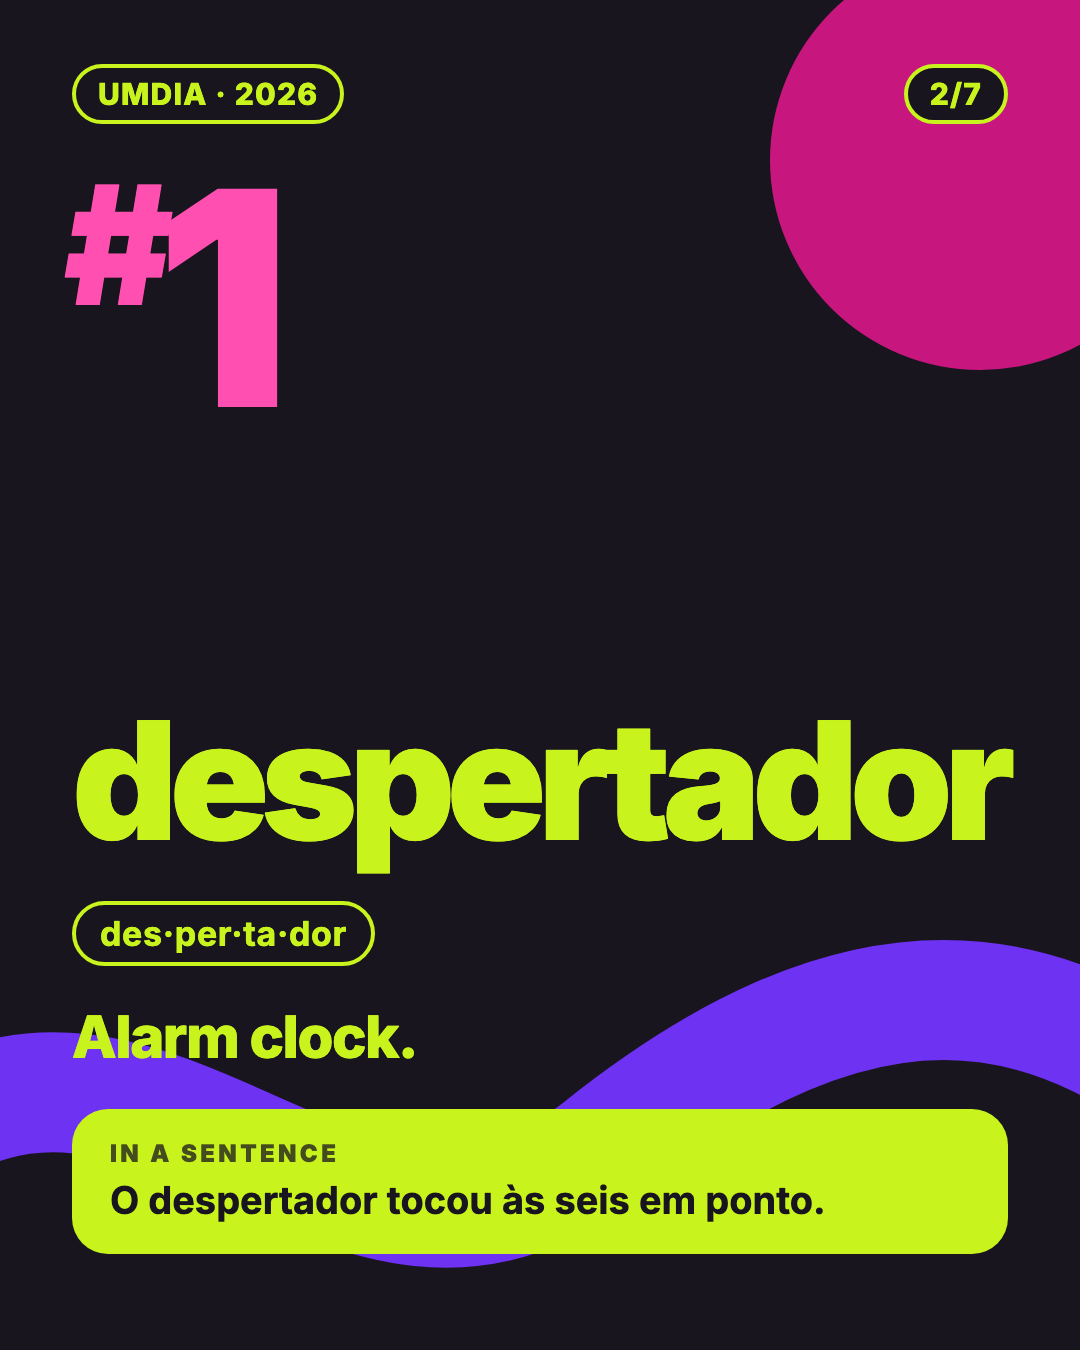 UMDIA · 2026
2/7
#1
despertador
des·per·ta·dor
Alarm clock.
IN A SENTENCE
O despertador tocou às seis em ponto.